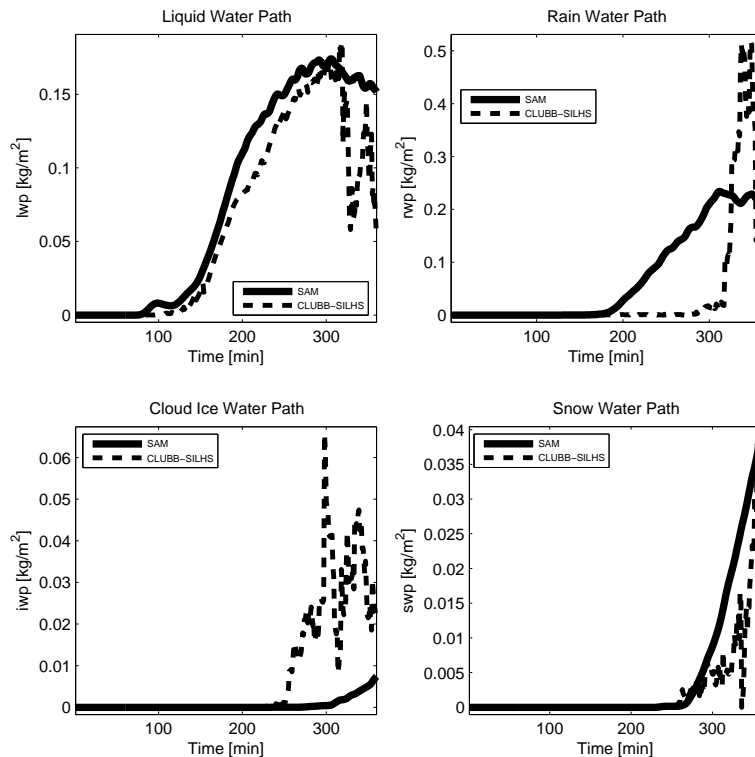 Liquid Water Path
lwp [kg/m²]
0.15
0.1
0.05
0
SAM
CLUBB−SILHS
100 200 300
Time [min]
Rain Water Path
rwp [kg/m²]
0.5
0.4
0.3
0.2
0.1
0
SAM
CLUBB−SILHS
100 200 300
Time [min]
Cloud Ice Water Path
iwp [kg/m²]
0.06
0.05
0.04
0.03
0.02
0.01
0
SAM
CLUBB−SILHS
100 200 300
Time [min]
Snow Water Path
swp [kg/m²]
0.04
0.035
0.03
0.025
0.02
0.015
0.01
0.005
0
SAM
CLUBB−SILHS
100 200 300
Time [min]